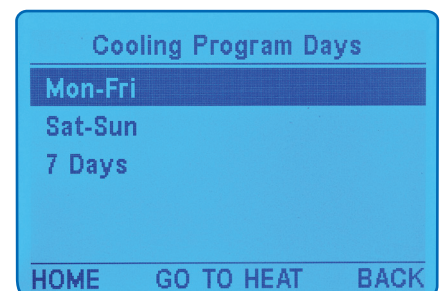 Cooling Program Days
Mon-Fri
Sat-Sun
7 Days
HOME GO TO HEAT BACK